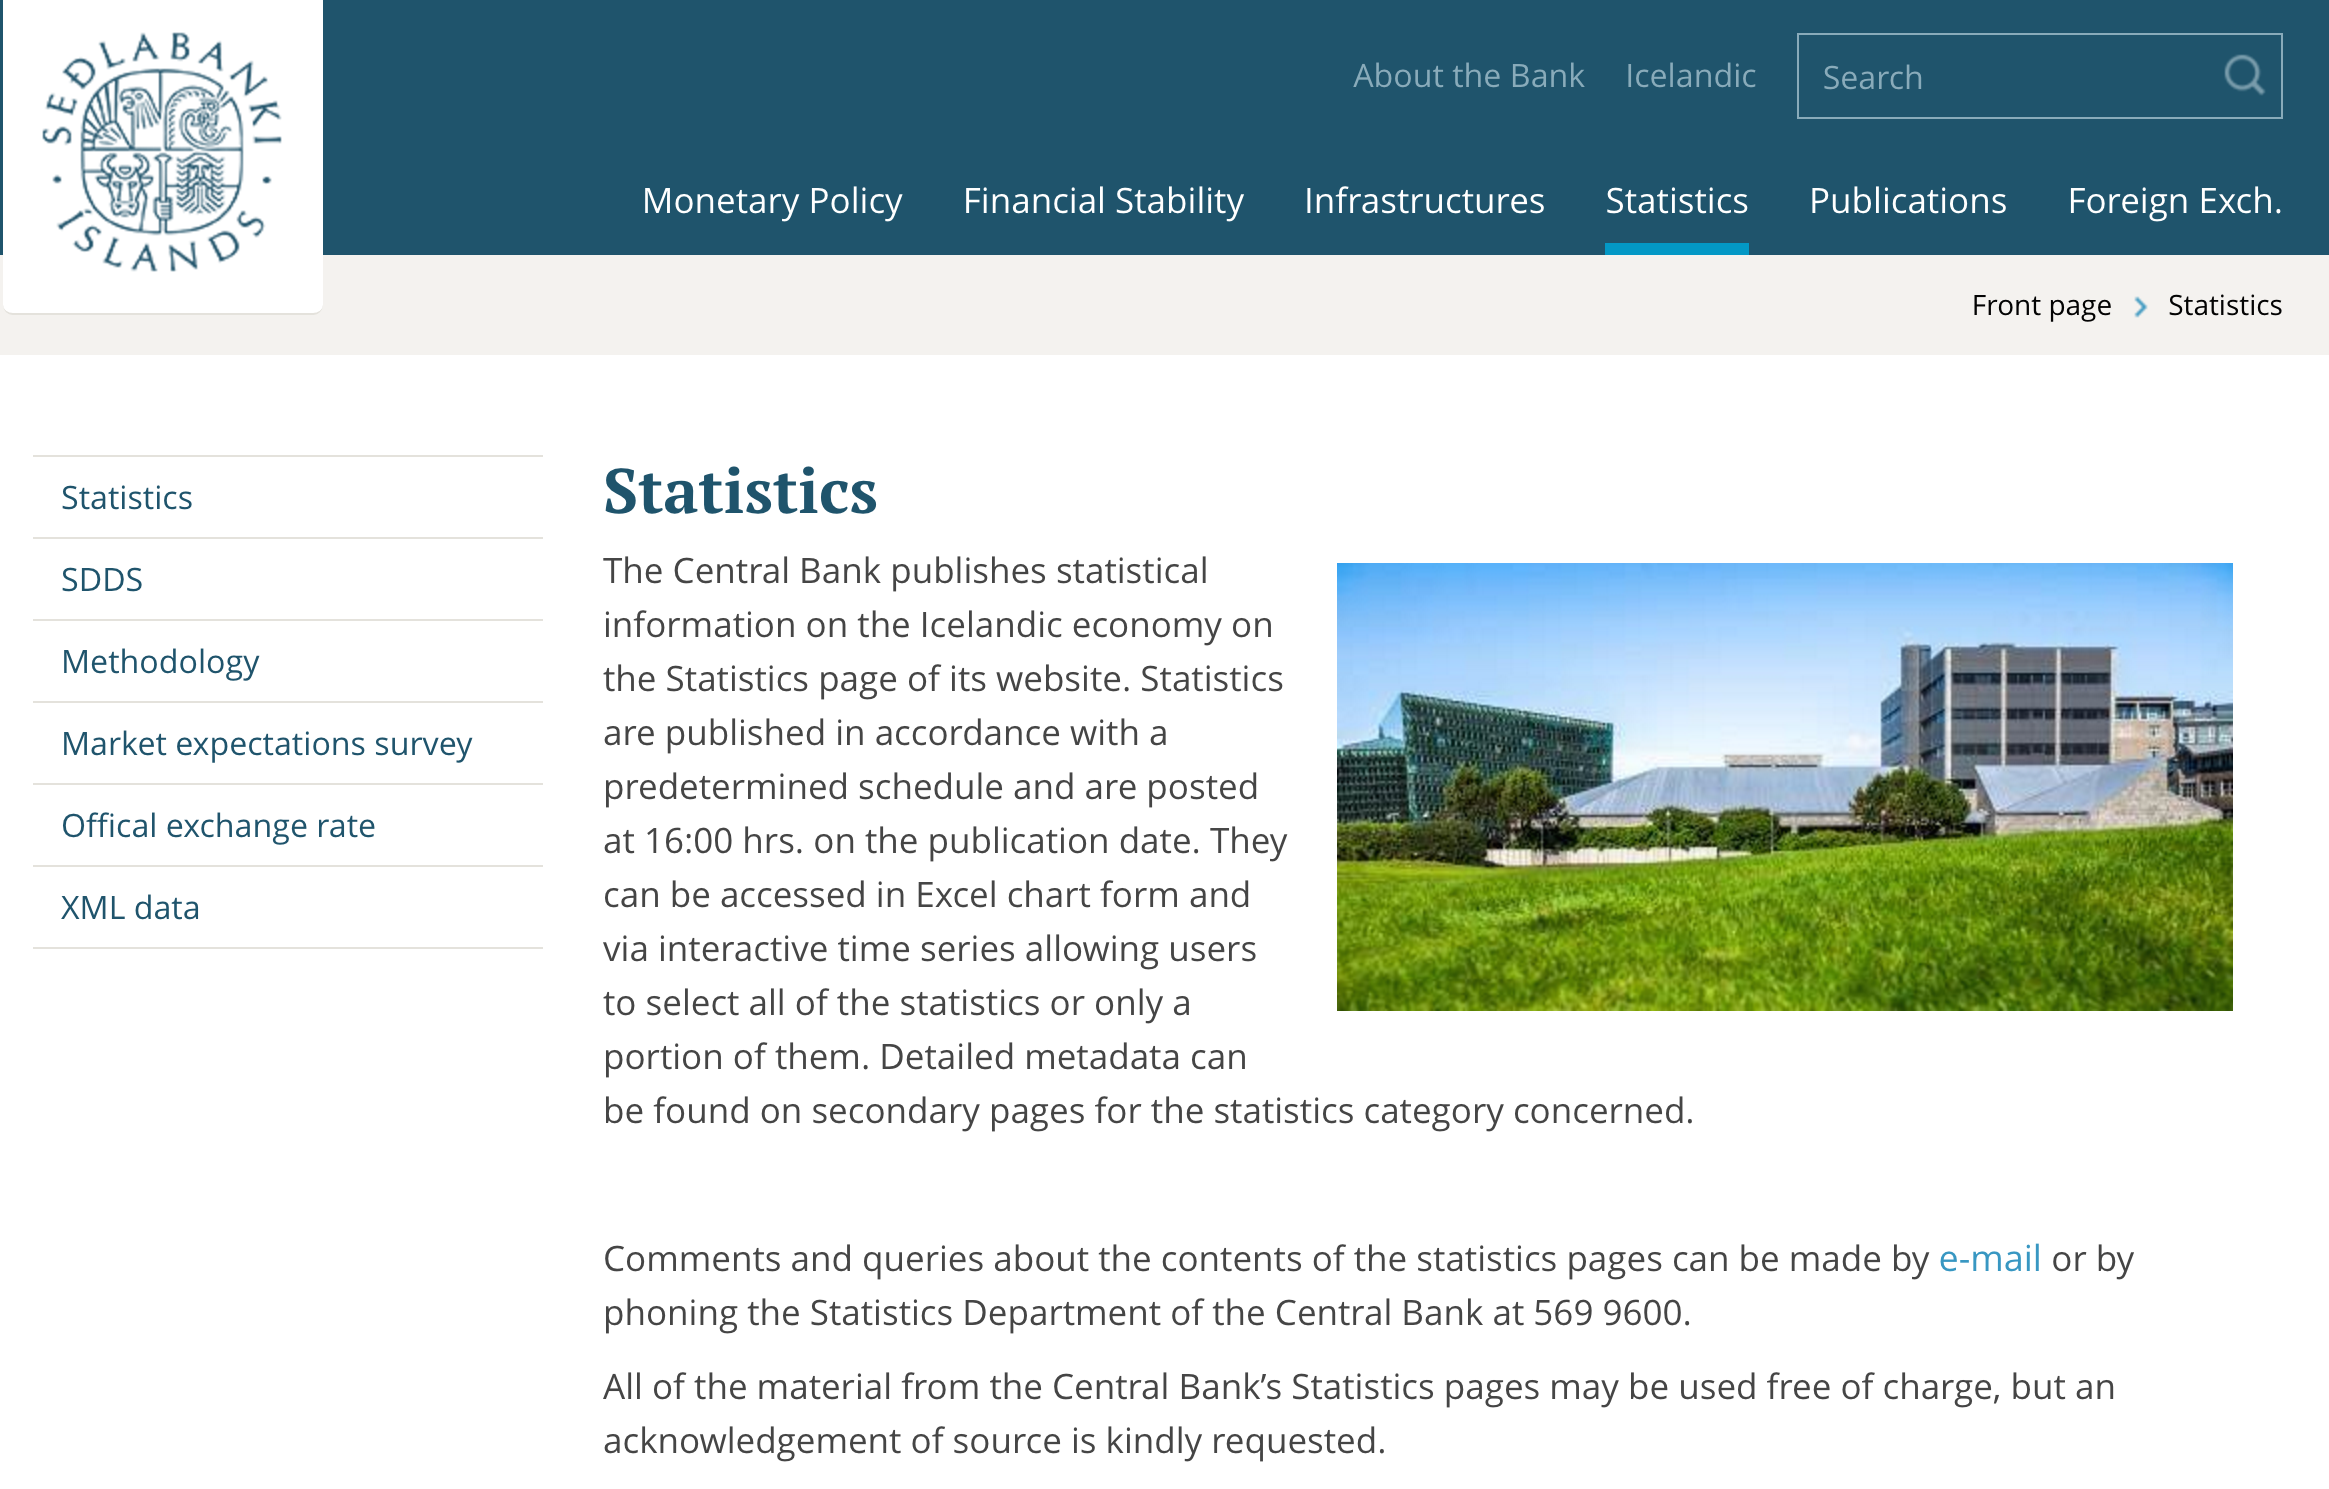 SEÐLABANKI
ÍSLANDS
About the Bank
Icelandic
Search
Monetary Policy
Financial Stability
Infrastructures
Statistics
Publications
Foreign Exch.
Front page
Statistics
Statistics
SDDS
Methodology
Market expectations survey
Offical exchange rate
XML data
Statistics
The Central Bank publishes statistical
information on the Icelandic economy on
the Statistics page of its website. Statistics
are published in accordance with a
predetermined schedule and are posted
at 16:00 hrs. on the publication date. They
can be accessed in Excel chart form and
via interactive time series allowing users
to select all of the statistics or only a
portion of them. Detailed metadata can
be found on secondary pages for the statistics category concerned.
Comments and queries about the contents of the statistics pages can be made by e-mail or by
phoning the Statistics Department of the Central Bank at 569 9600.
All of the material from the Central Bank’s Statistics pages may be used free of charge, but an
acknowledgement of source is kindly requested.